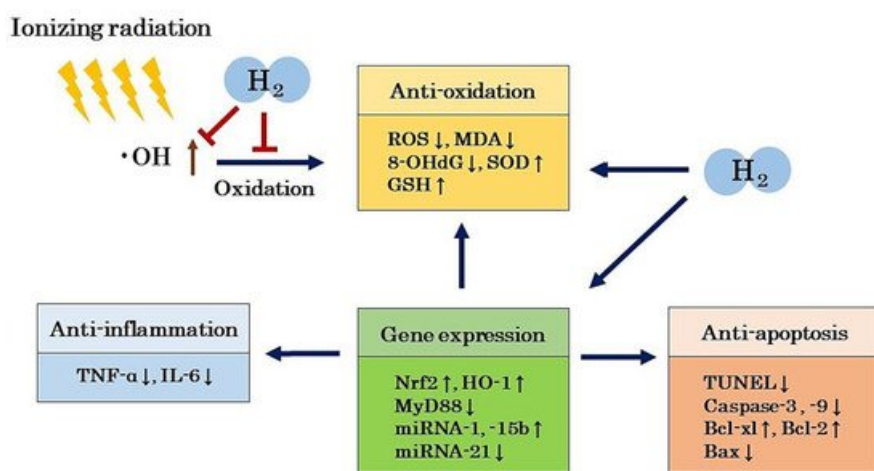 Ionizing radiation
H₂
·OH ↑
Oxidation
Anti-oxidation
ROS↓, MDA↓
8-OHdG↓, SOD↑
GSH↑
H₂
Anti-inflammation
TNF-α↓, IL-6↓
Gene expression
Nrf2↑, HO-1↑
MyD88↓
miRNA-1, -15b↑
miRNA-21↓
Anti-apoptosis
TUNEL↓
Caspase-3, -9↓
Bcl-xl↑, Bcl-2↑
Bax↓